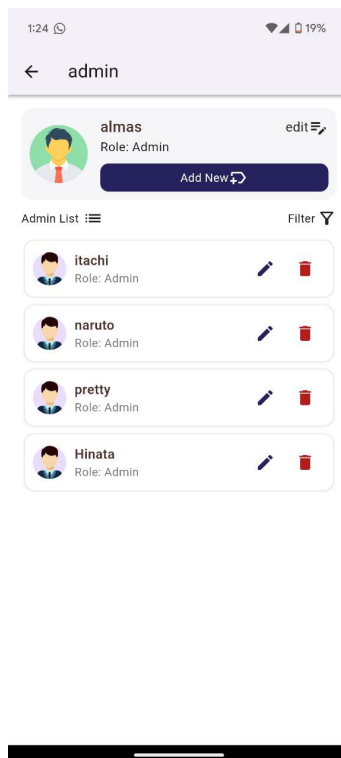 1:24 19%
admin
almas edit
Role: Admin
Add New
Admin List Filter
itachi
Role: Admin
naruto
Role: Admin
pretty
Role: Admin
Hinata
Role: Admin